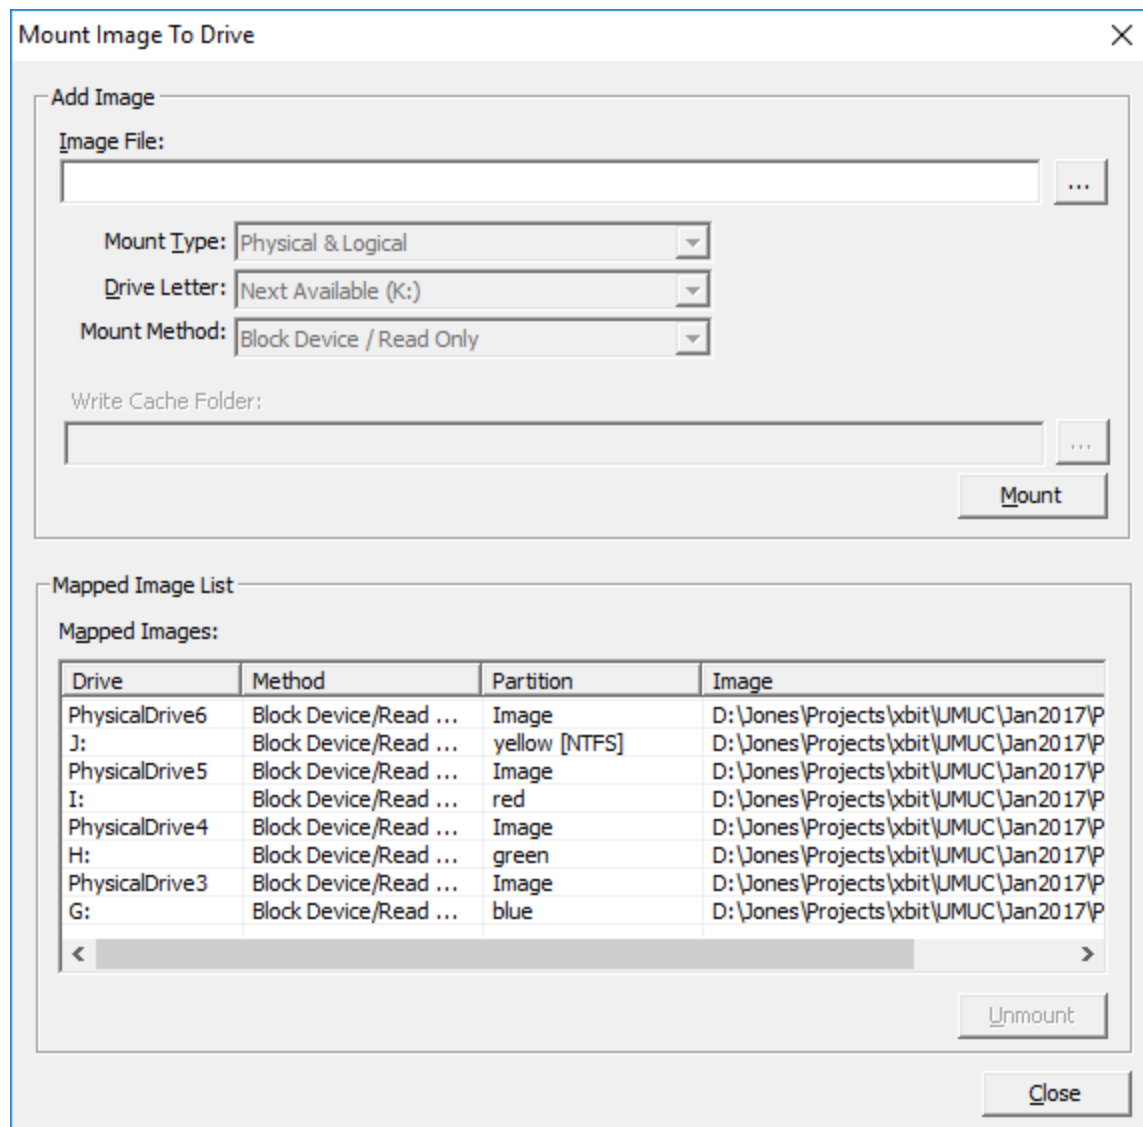 Mount Image To Drive
Add Image
Image File:
...
Mount Type: Physical & Logical
Drive Letter: Next Available (K:)
Mount Method: Block Device / Read Only
Write Cache Folder:
...
Mount
Mapped Image List
Mapped Images:
Drive Method Partition Image
PhysicalDrive6 Block Device/Read ... Image D:\Jones\Projects\xbit\UMUC\Jan2017\P
J: Block Device/Read ... yellow [NTFS] D:\Jones\Projects\xbit\UMUC\Jan2017\P
PhysicalDrive5 Block Device/Read ... Image D:\Jones\Projects\xbit\UMUC\Jan2017\P
I: Block Device/Read ... red D:\Jones\Projects\xbit\UMUC\Jan2017\P
PhysicalDrive4 Block Device/Read ... Image D:\Jones\Projects\xbit\UMUC\Jan2017\P
H: Block Device/Read ... green D:\Jones\Projects\xbit\UMUC\Jan2017\P
PhysicalDrive3 Block Device/Read ... Image D:\Jones\Projects\xbit\UMUC\Jan2017\P
G: Block Device/Read ... blue D:\Jones\Projects\xbit\UMUC\Jan2017\P
Unmount
Close